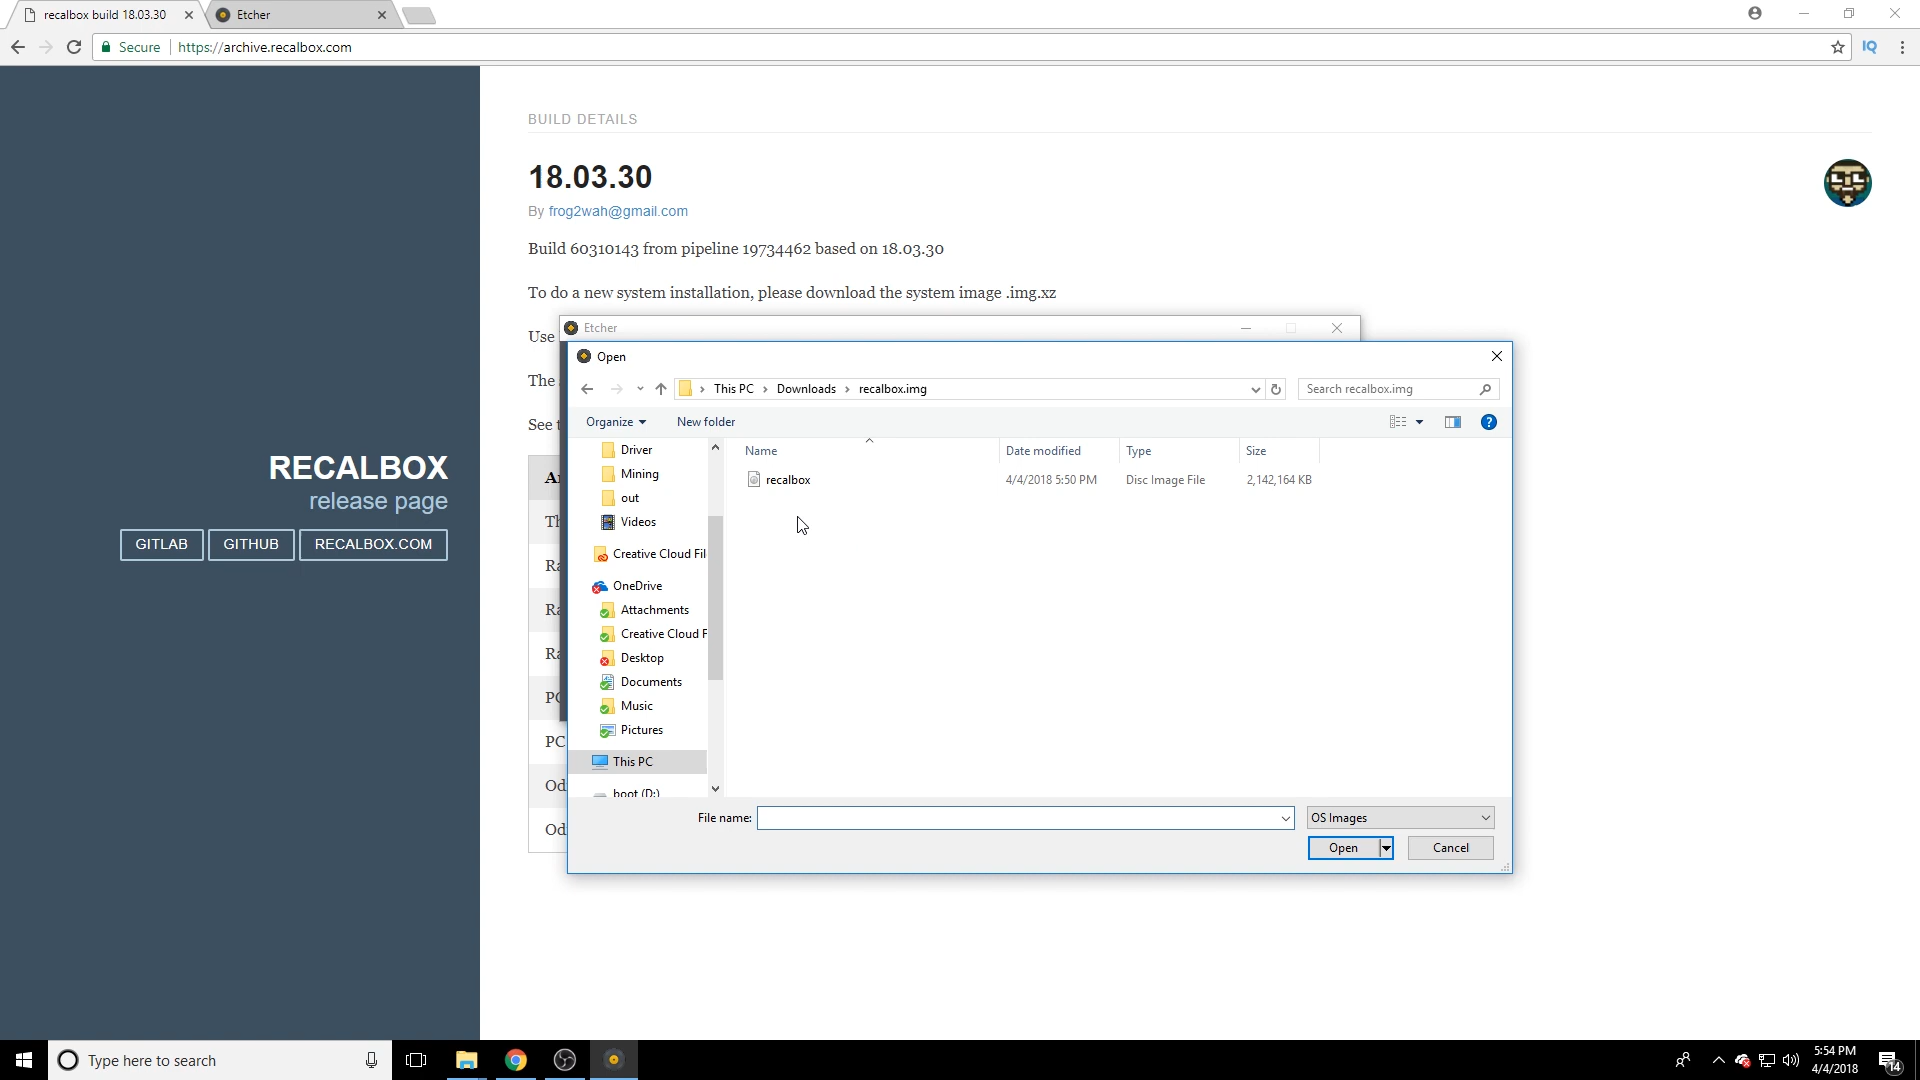 recalbox build 18.03.30
Etcher
Secure
https://archive.recalbox.com
IQ
BUILD DETAILS
18.03.30
By frog2wah@gmail.com
Build 60310143 from pipeline 19734462 based on 18.03.30
To do a new system installation, please download the system image .img.xz
Use
The
See
RECALBOX
release page
GITLAB
GITHUB
RECALBOX.COM
Etcher
Open
This PC
Downloads
recalbox.img
Search recalbox.img
Organize
New folder
Name
Date modified
Type
Size
recalbox
4/4/2018 5:50 PM
Disc Image File
2,142,164 KB
Driver
Mining
out
Videos
Creative Cloud Fil
OneDrive
Attachments
Creative Cloud F
Desktop
Documents
Music
Pictures
This PC
boot (D:)
PC
Od
Od
File name:
OS Images
Open
Cancel
Type here to search
5:54 PM
4/4/2018
14